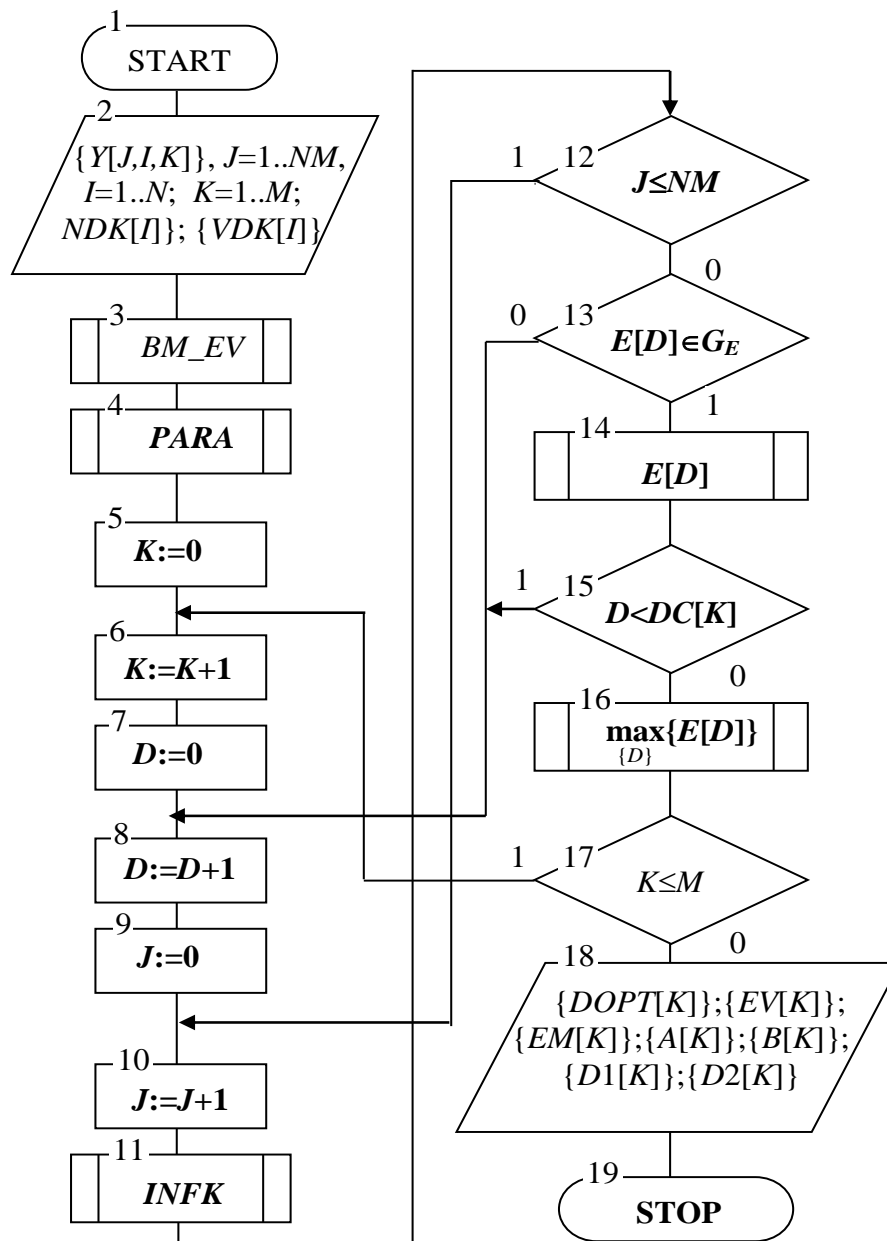 1
START
2
{Y[J,I,K]}, J=1..NM,
I=1..N; K=1..M;
NDK[I]}; {VDK[I]}
3
BM_EV
4
PARA
5
K:=0
6
K:=K+1
7
D:=0
8
D:=D+1
9
J:=0
10
J:=J+1
11
INFK
12
1
J≤NM
0
13
0
E[D]∈G_E
1
14
E[D]
15
1
D<DC[K]
0
16
max{E[D]}
{D}
17
1
K≤M
0
18
{DOPT[K]};{EV[K]};
{EM[K]};{A[K]};{B[K]};
{D1[K]};{D2[K]}
19
STOP